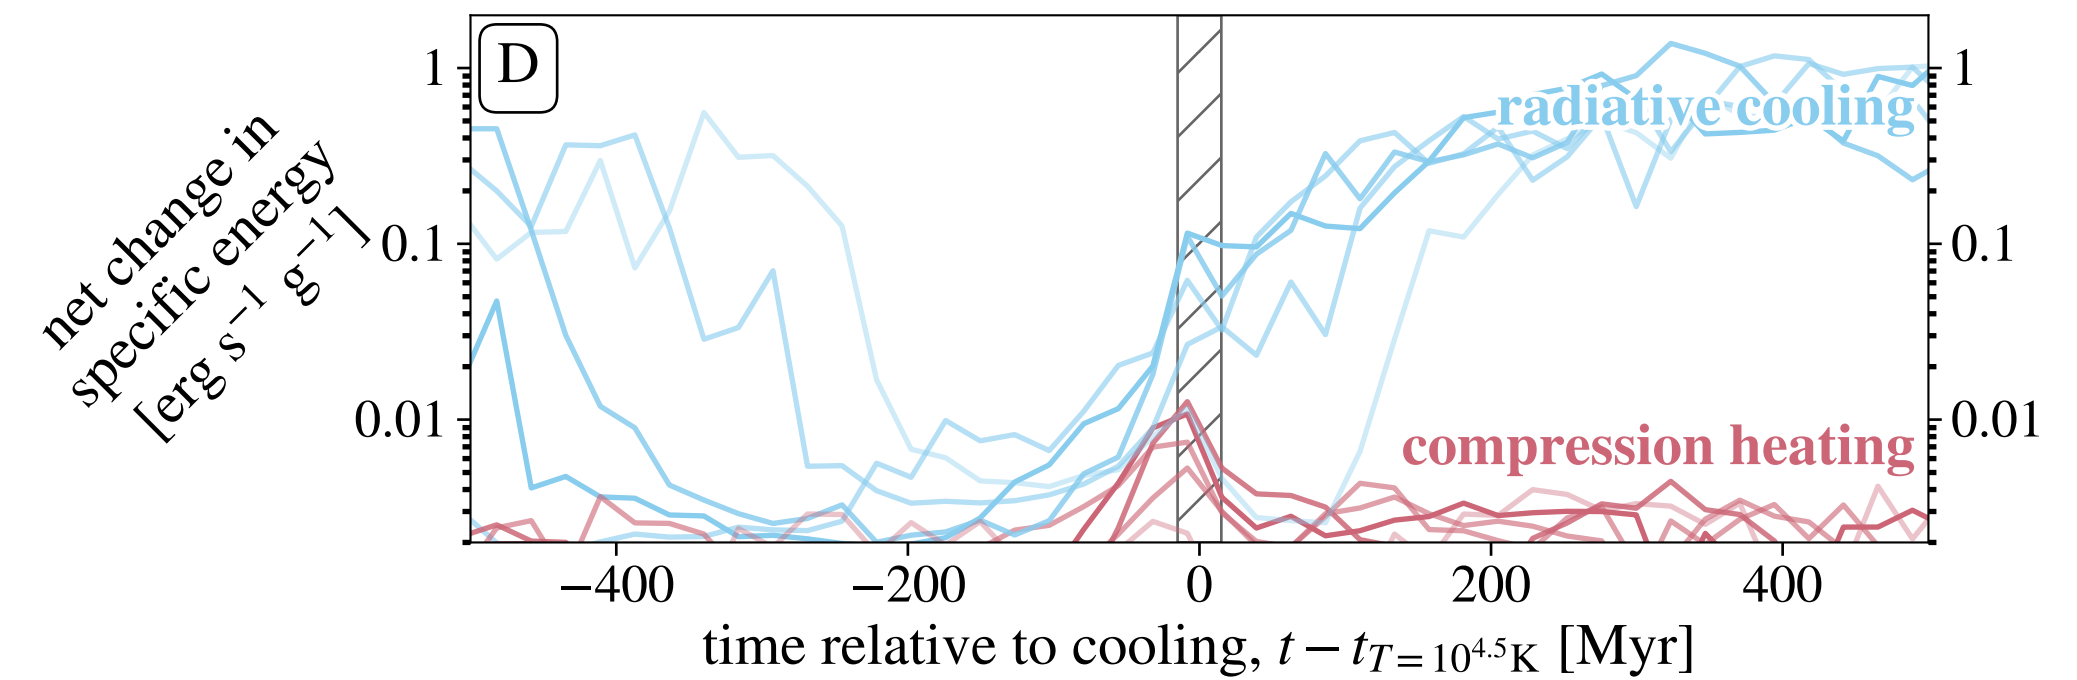 D
net change in
specific energy
[erg s⁻¹ g⁻¹]
1
0.1
0.01
1
0.1
0.01
radiative cooling
compression heating
−400 −200 0 200 400
time relative to cooling, t − t_{T=10^{4.5}K} [Myr]